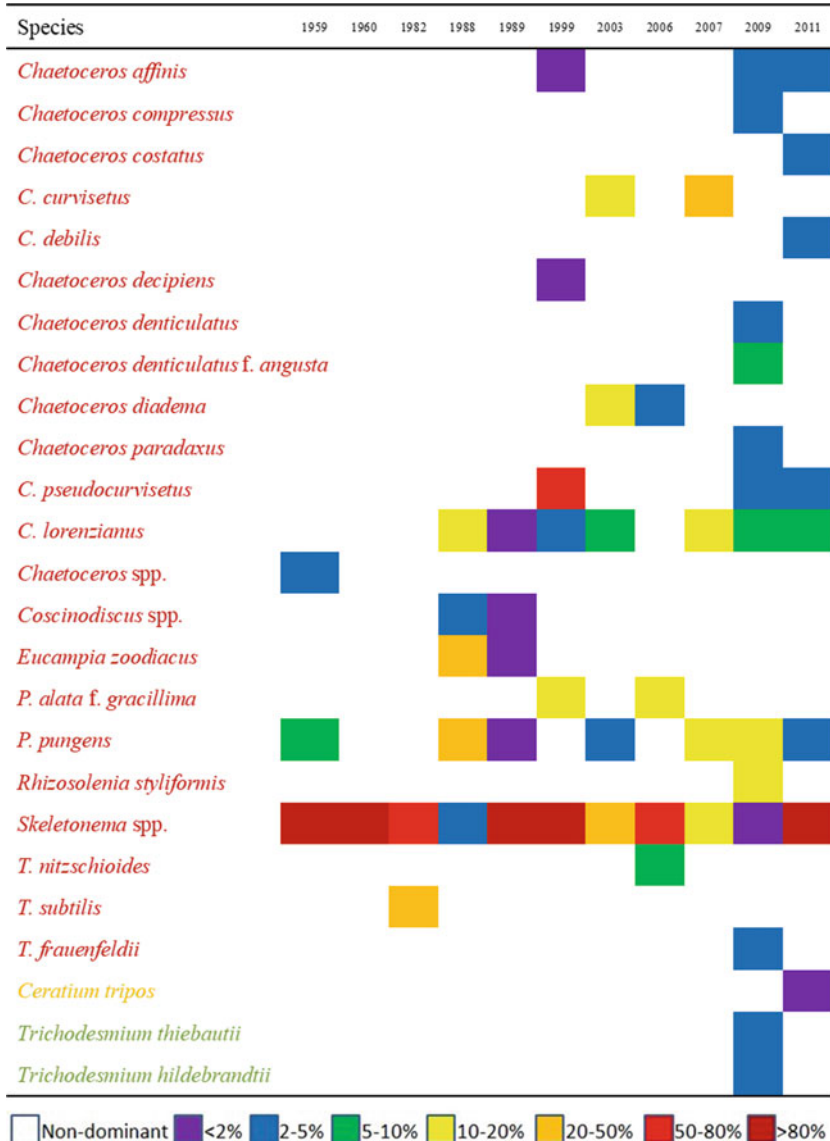 Species 1959 1960 1982 1988 1989 1999 2003 2006 2007 2009 2011
Chaetoceros affinis
Chaetoceros compressus
Chaetoceros costatus
C. curvisetus
C. debilis
Chaetoceros decipiens
Chaetoceros denticulatus
Chaetoceros denticulatus f. angusta
Chaetoceros diadema
Chaetoceros paradaxus
C. pseudocurvisetus
C. lorenzianus
Chaetoceros spp.
Coscinodiscus spp.
Eucampia zoodiacus
P. alata f. gracillima
P. pungens
Rhizosolenia styliformis
Skeletonema spp.
T. nitzschioides
T. subtilis
T. frauenfeldii
Ceratium tripos
Trichodesmium thiebautii
Trichodesmium hildebrandtii
Non-dominant <2% 2-5% 5-10% 10-20% 20-50% 50-80% >80%